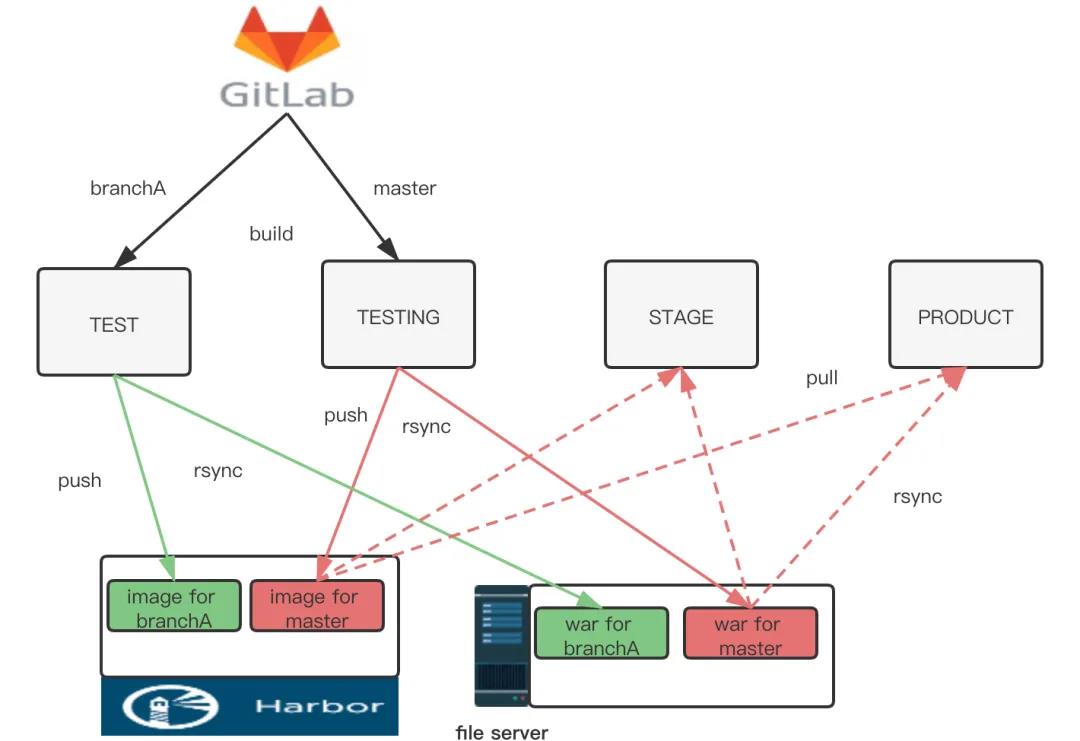 GitLab
branchA
master
build
TEST
TESTING
STAGE
PRODUCT
pull
push
rsync
push
rsync
rsync
image for
branchA
image for
master
war for
branchA
war for
master
Harbor
file server